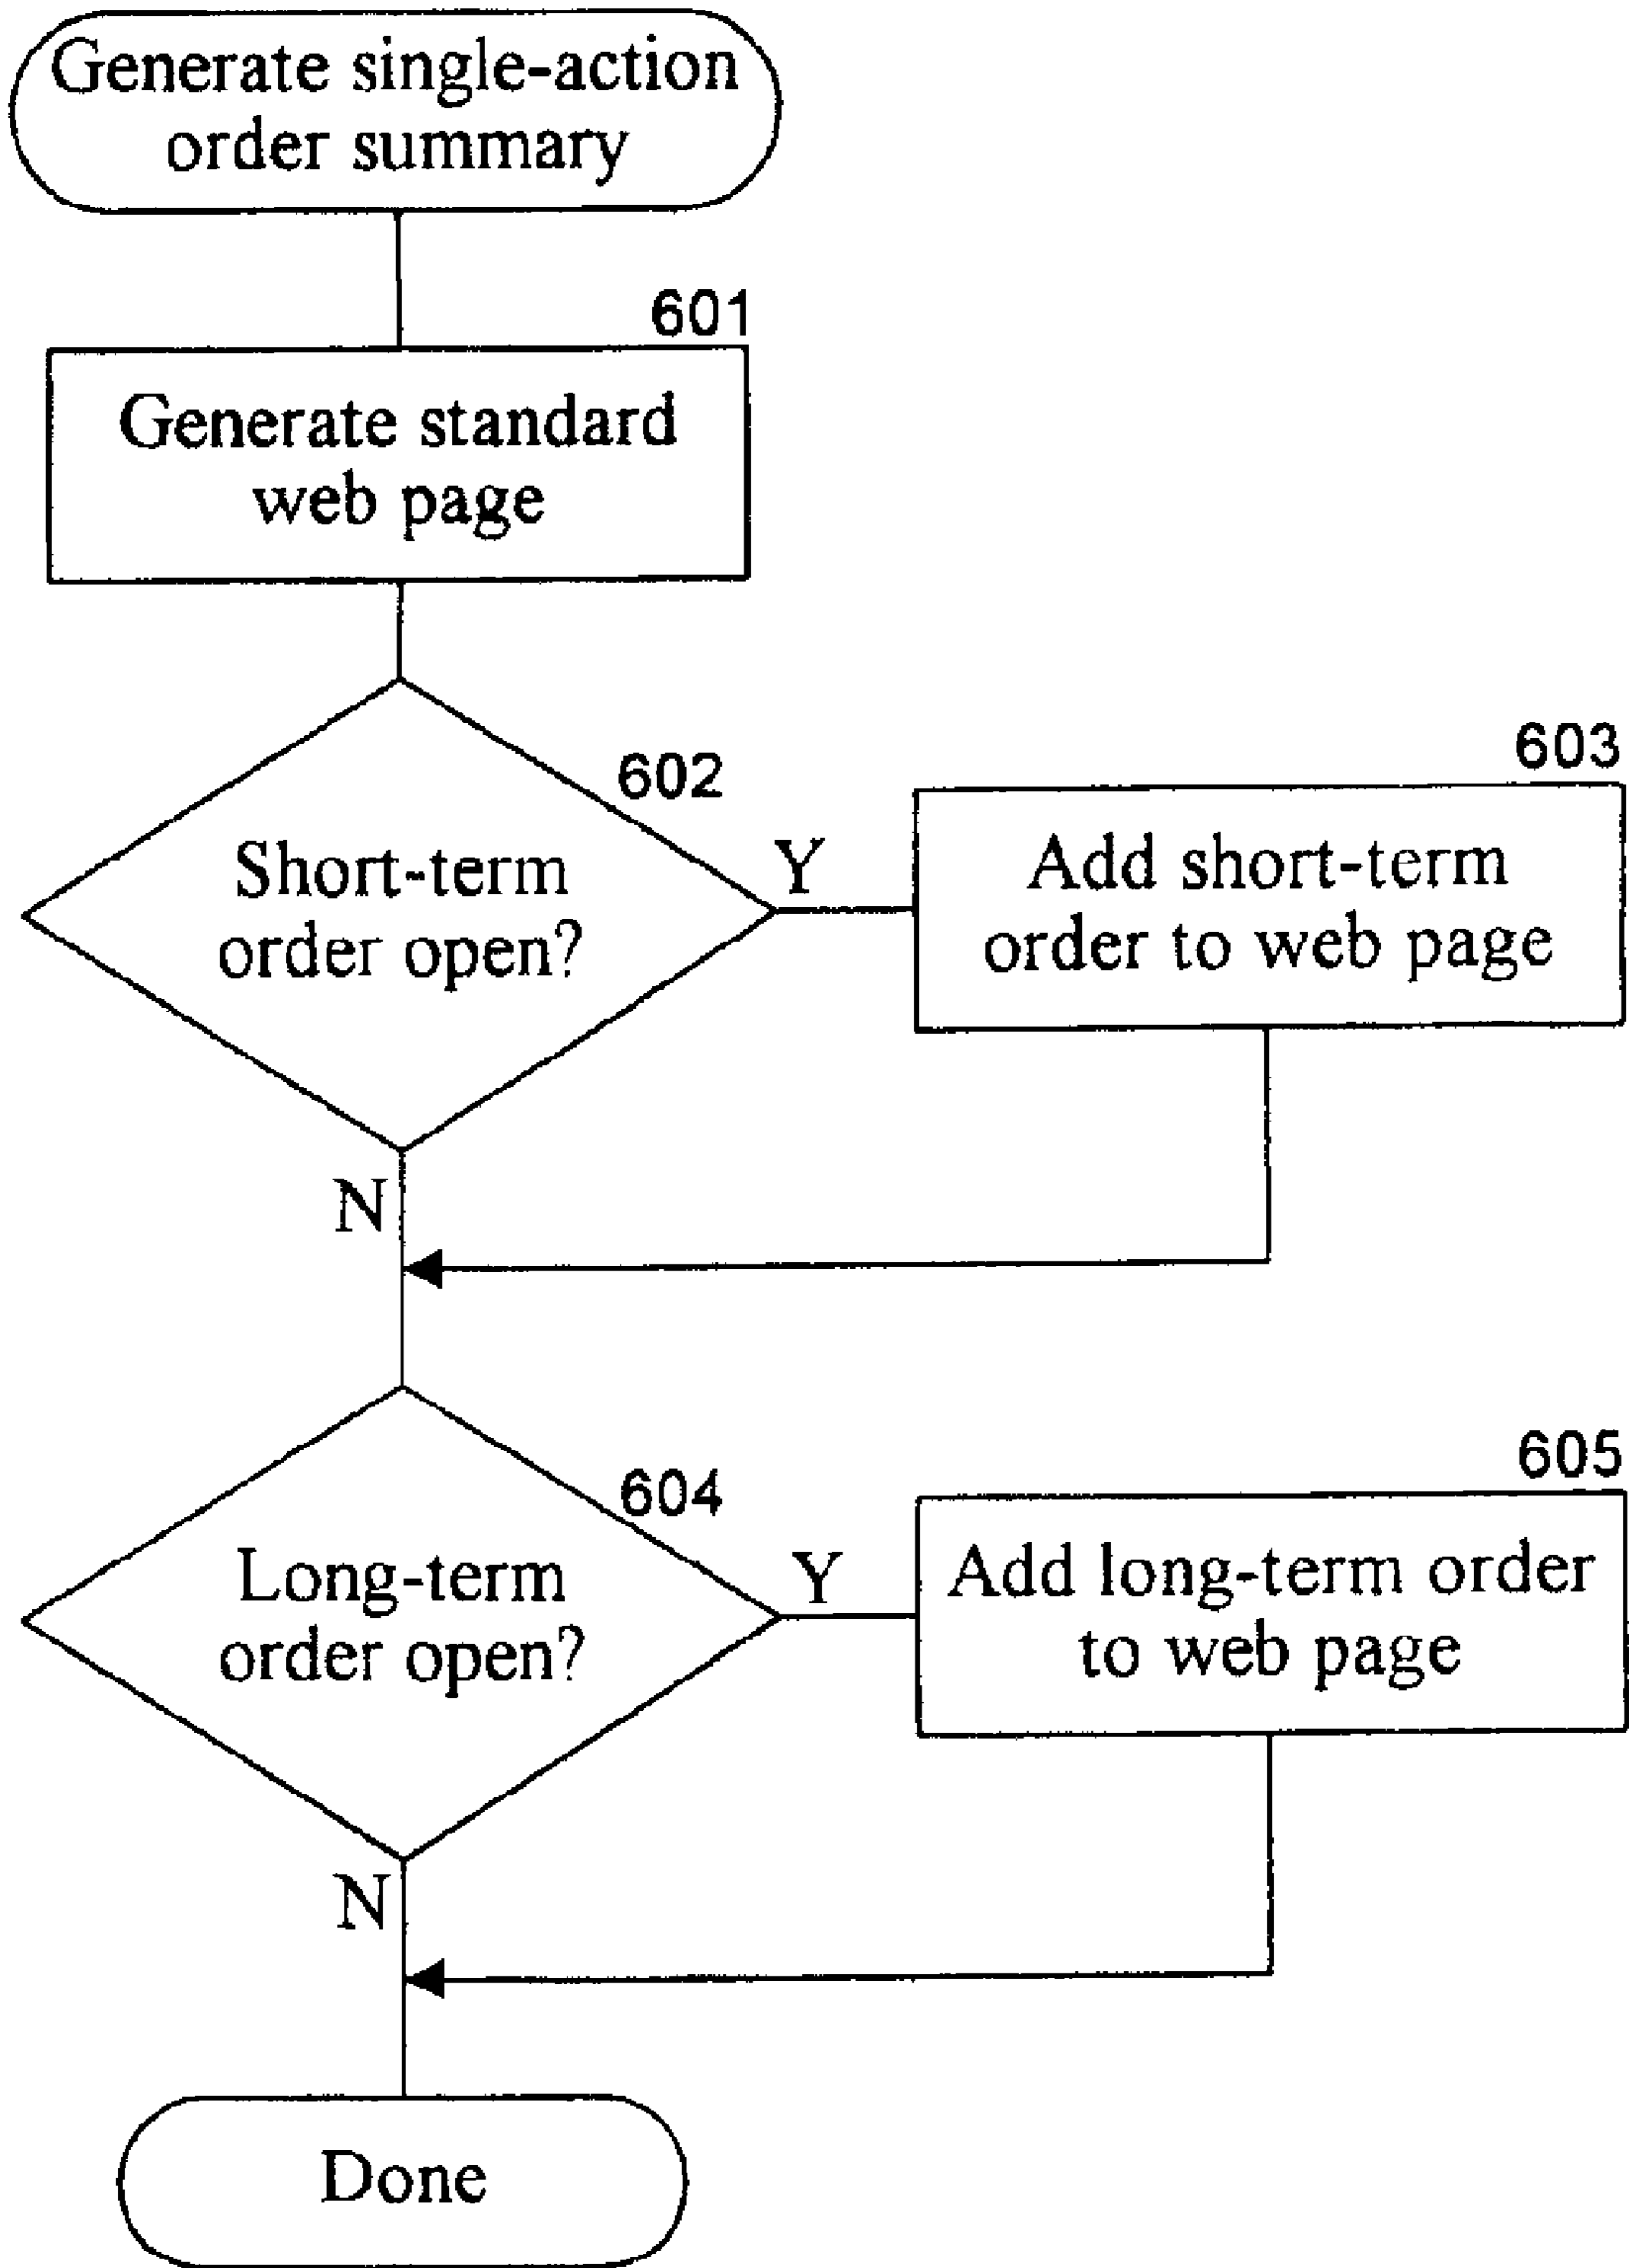 Generate single-action
order summary
601
Generate standard
web page
602
Short-term
order open?
Y
603
Add short-term
order to web page
N
604
Long-term
order open?
Y
605
Add long-term order
to web page
N
Done